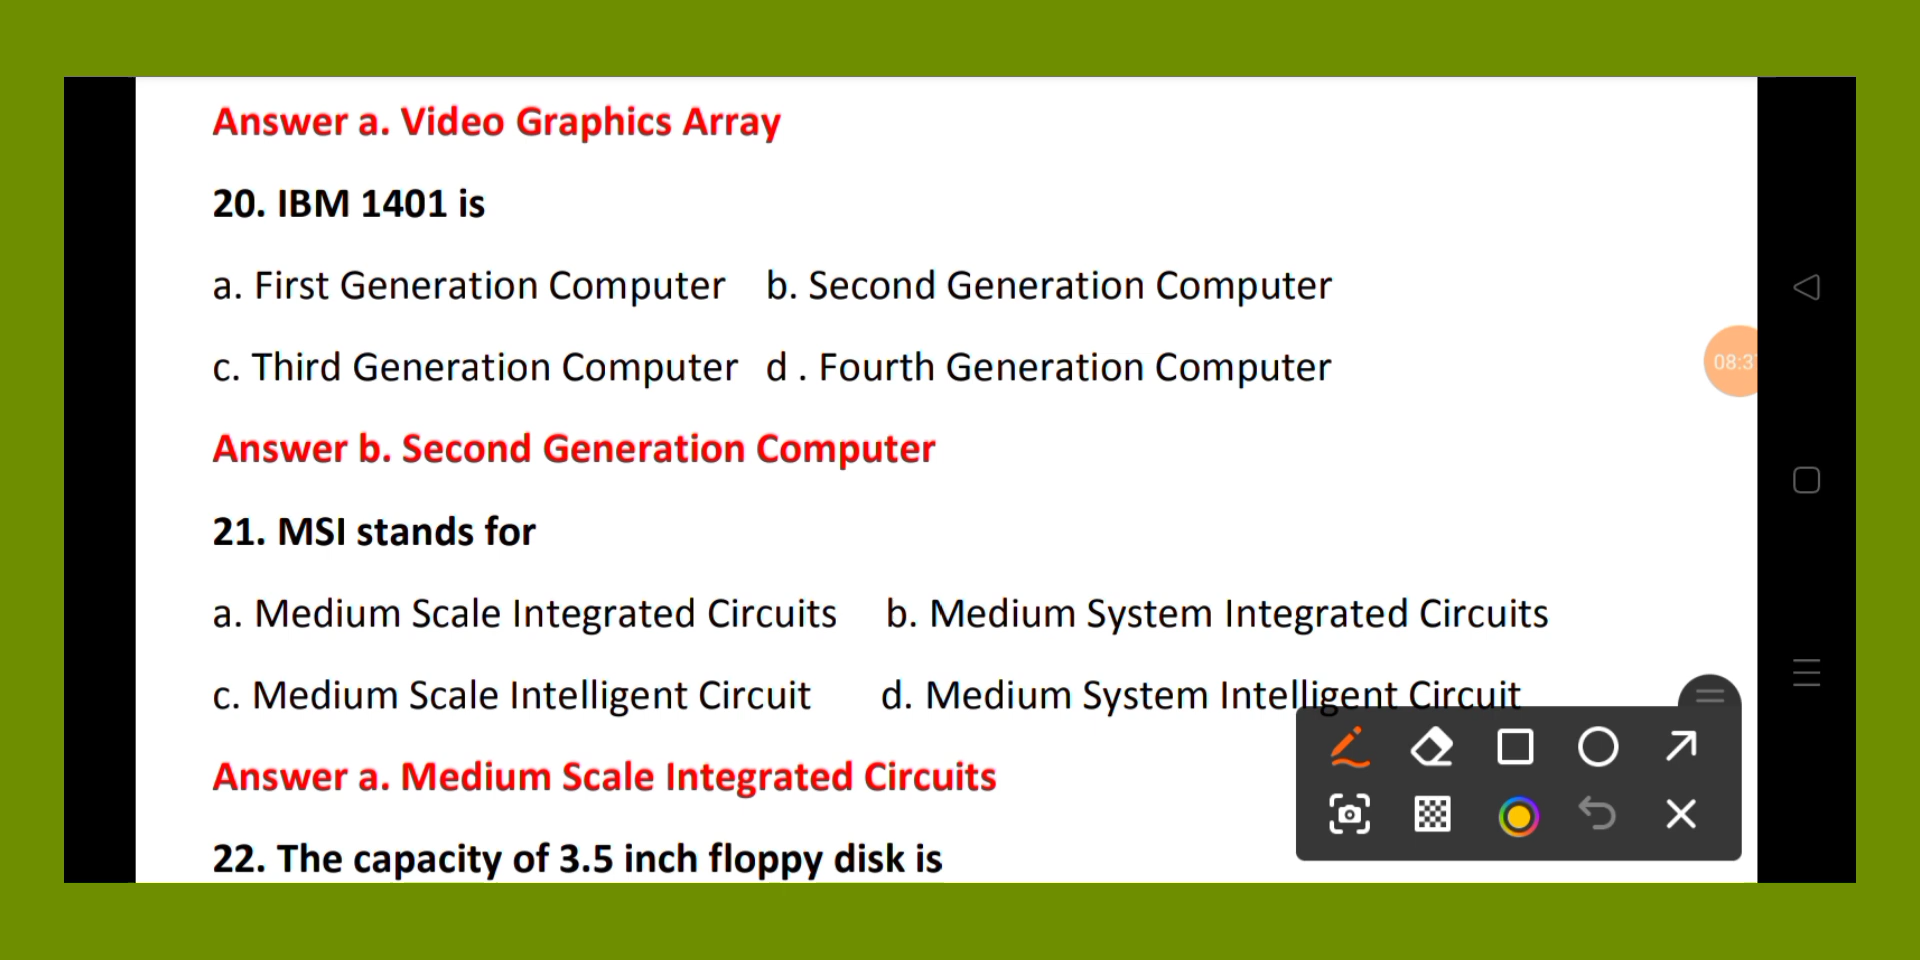 Answer a. Video Graphics Array
20. IBM 1401 is
a. First Generation Computer b. Second Generation Computer
c. Third Generation Computer d . Fourth Generation Computer
08:3
Answer b. Second Generation Computer
21. MSI stands for
a. Medium Scale Integrated Circuits b. Medium System Integrated Circuits
c. Medium Scale Intelligent Circuit d. Medium System Intelligent Circuit
Answer a. Medium Scale Integrated Circuits
22. The capacity of 3.5 inch floppy disk is